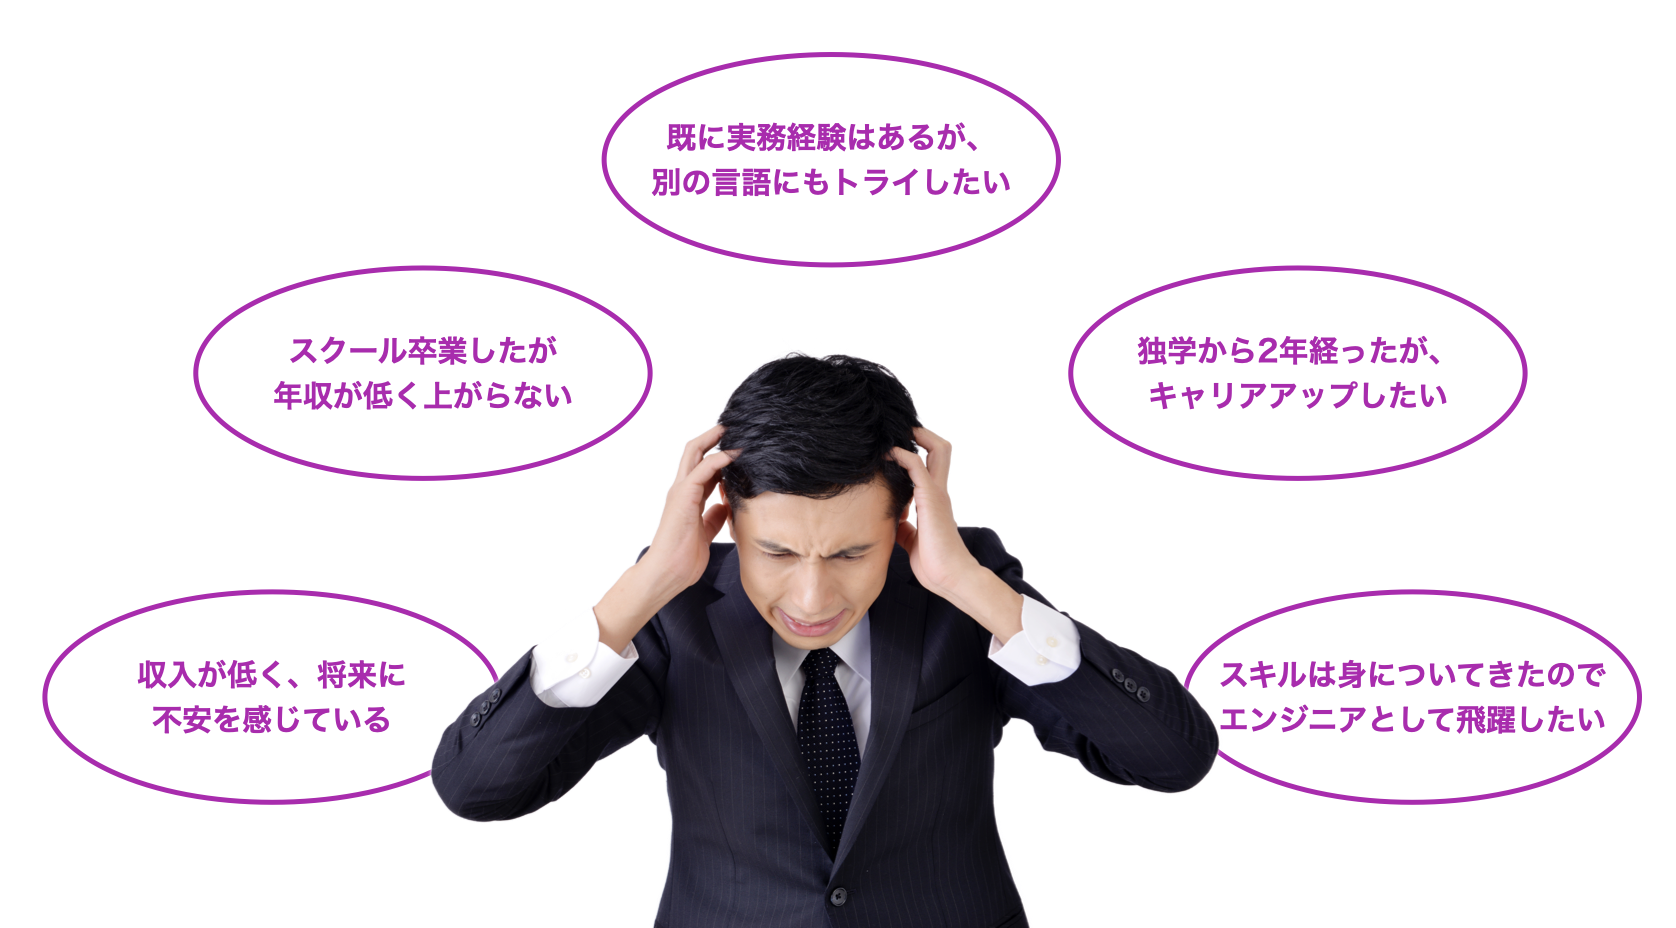 既に実務経験はあるが、
別の言語にもトライしたい
スクール卒業したが
年収が低く上がらない
独学から2年経ったが、
キャリアアップしたい
収入が低く、将来に
不安を感じている
スキルは身についてきたので
エンジニアとして飛躍したい